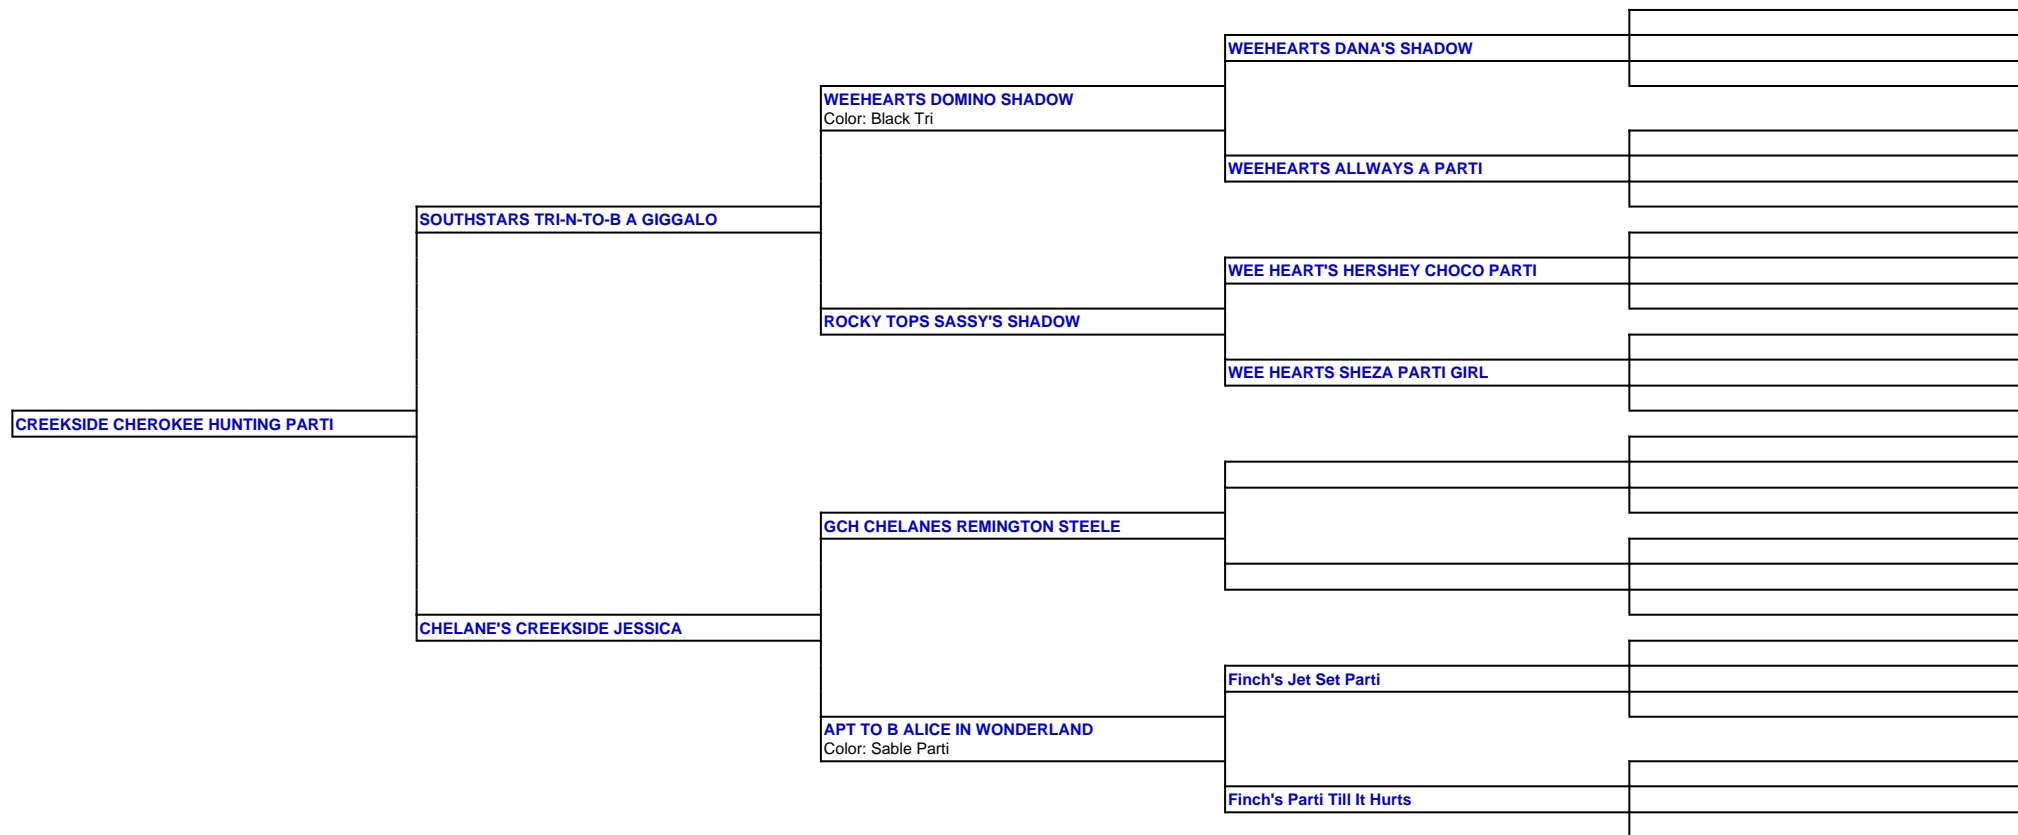 WEEHEARTS DANA'S SHADOW
WEEHEARTS DOMINO SHADOW
Color: Black Tri
WEEHEARTS ALLWAYS A PARTI
SOUTHSTARS TRI-N-TO-B A GIGGALO
WEE HEART'S HERSHEY CHOCO PARTI
ROCKY TOPS SASSY'S SHADOW
WEE HEARTS SHEZA PARTI GIRL
CREEKSIDE CHEROKEE HUNTING PARTI
GCH CHELANES REMINGTON STEELE
CHELANE'S CREEKSIDE JESSICA
Finch's Jet Set Parti
APT TO B ALICE IN WONDERLAND
Color: Sable Parti
Finch's Parti Till It Hurts